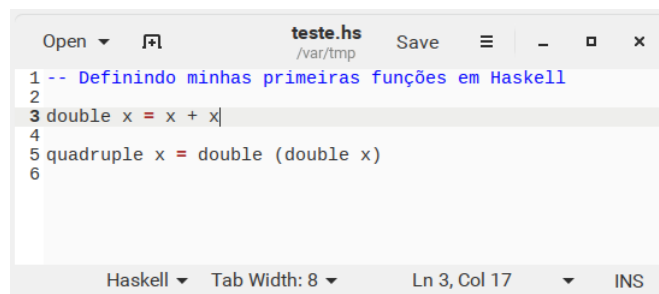 Open
teste.hs
/var/tmp
Save
1 -- Definindo minhas primeiras funções em Haskell
2
3 double x = x + x
4
5 quadruple x = double (double x)
6
Haskell Tab Width: 8 Ln 3, Col 17 INS